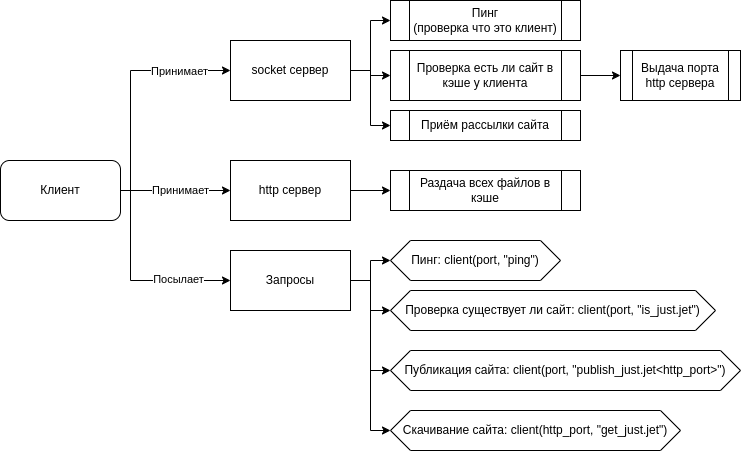 Пинг
(проверка что это клиент)
Принимает
socket сервер
Проверка есть ли сайт в
кэше у клиента
Выдача порта
http сервера
Приём рассылки сайта
Клиент
Принимает
http сервер
Раздача всех файлов в
кэше
Посылает
Запросы
Пинг: client(port, "ping")
Проверка существует ли сайт: client(port, "is_just.jet")
Публикация сайта: client(port, "publish_just.jet<http_port>")
Скачивание сайта: client(http_port, "get_just.jet")